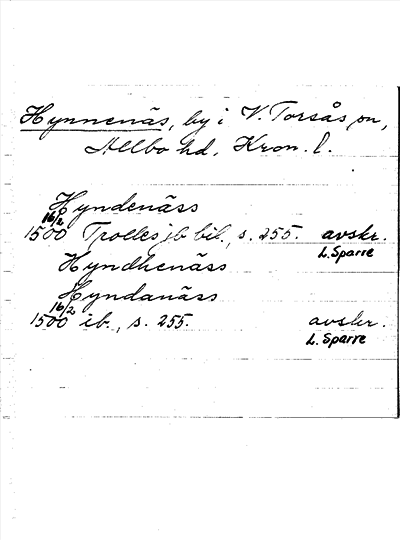 Hynnenäs, by i V. Torsås sn,
Allbo hd, Kron. l.
Hyndenäss
16/2
1500 Trolles jb bil., s. 255. avskr.
L. Sparre
Hyndhenäss
Hyndanäss
16/2
1500 ib., s. 255. avskr.
L. Sparre